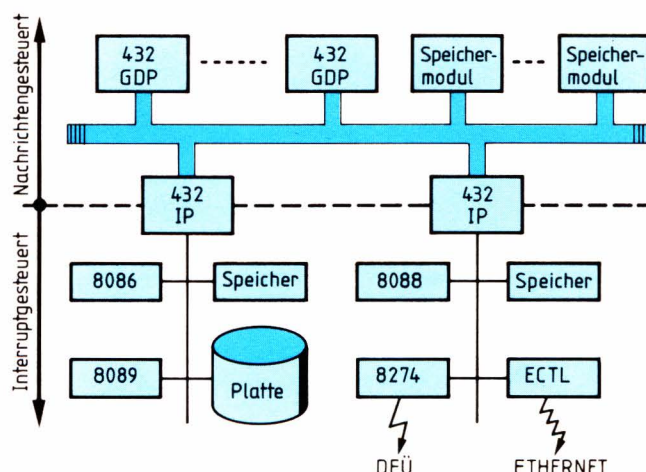 Nachrichtengesteuert
Interruptgesteuert
432
GDP
432
GDP
Speicher-
modul
Speicher-
modul
432
IP
432
IP
8086
Speicher
8088
Speicher
8089
Platte
8274
ECTL
DFÜ
ETHERNET